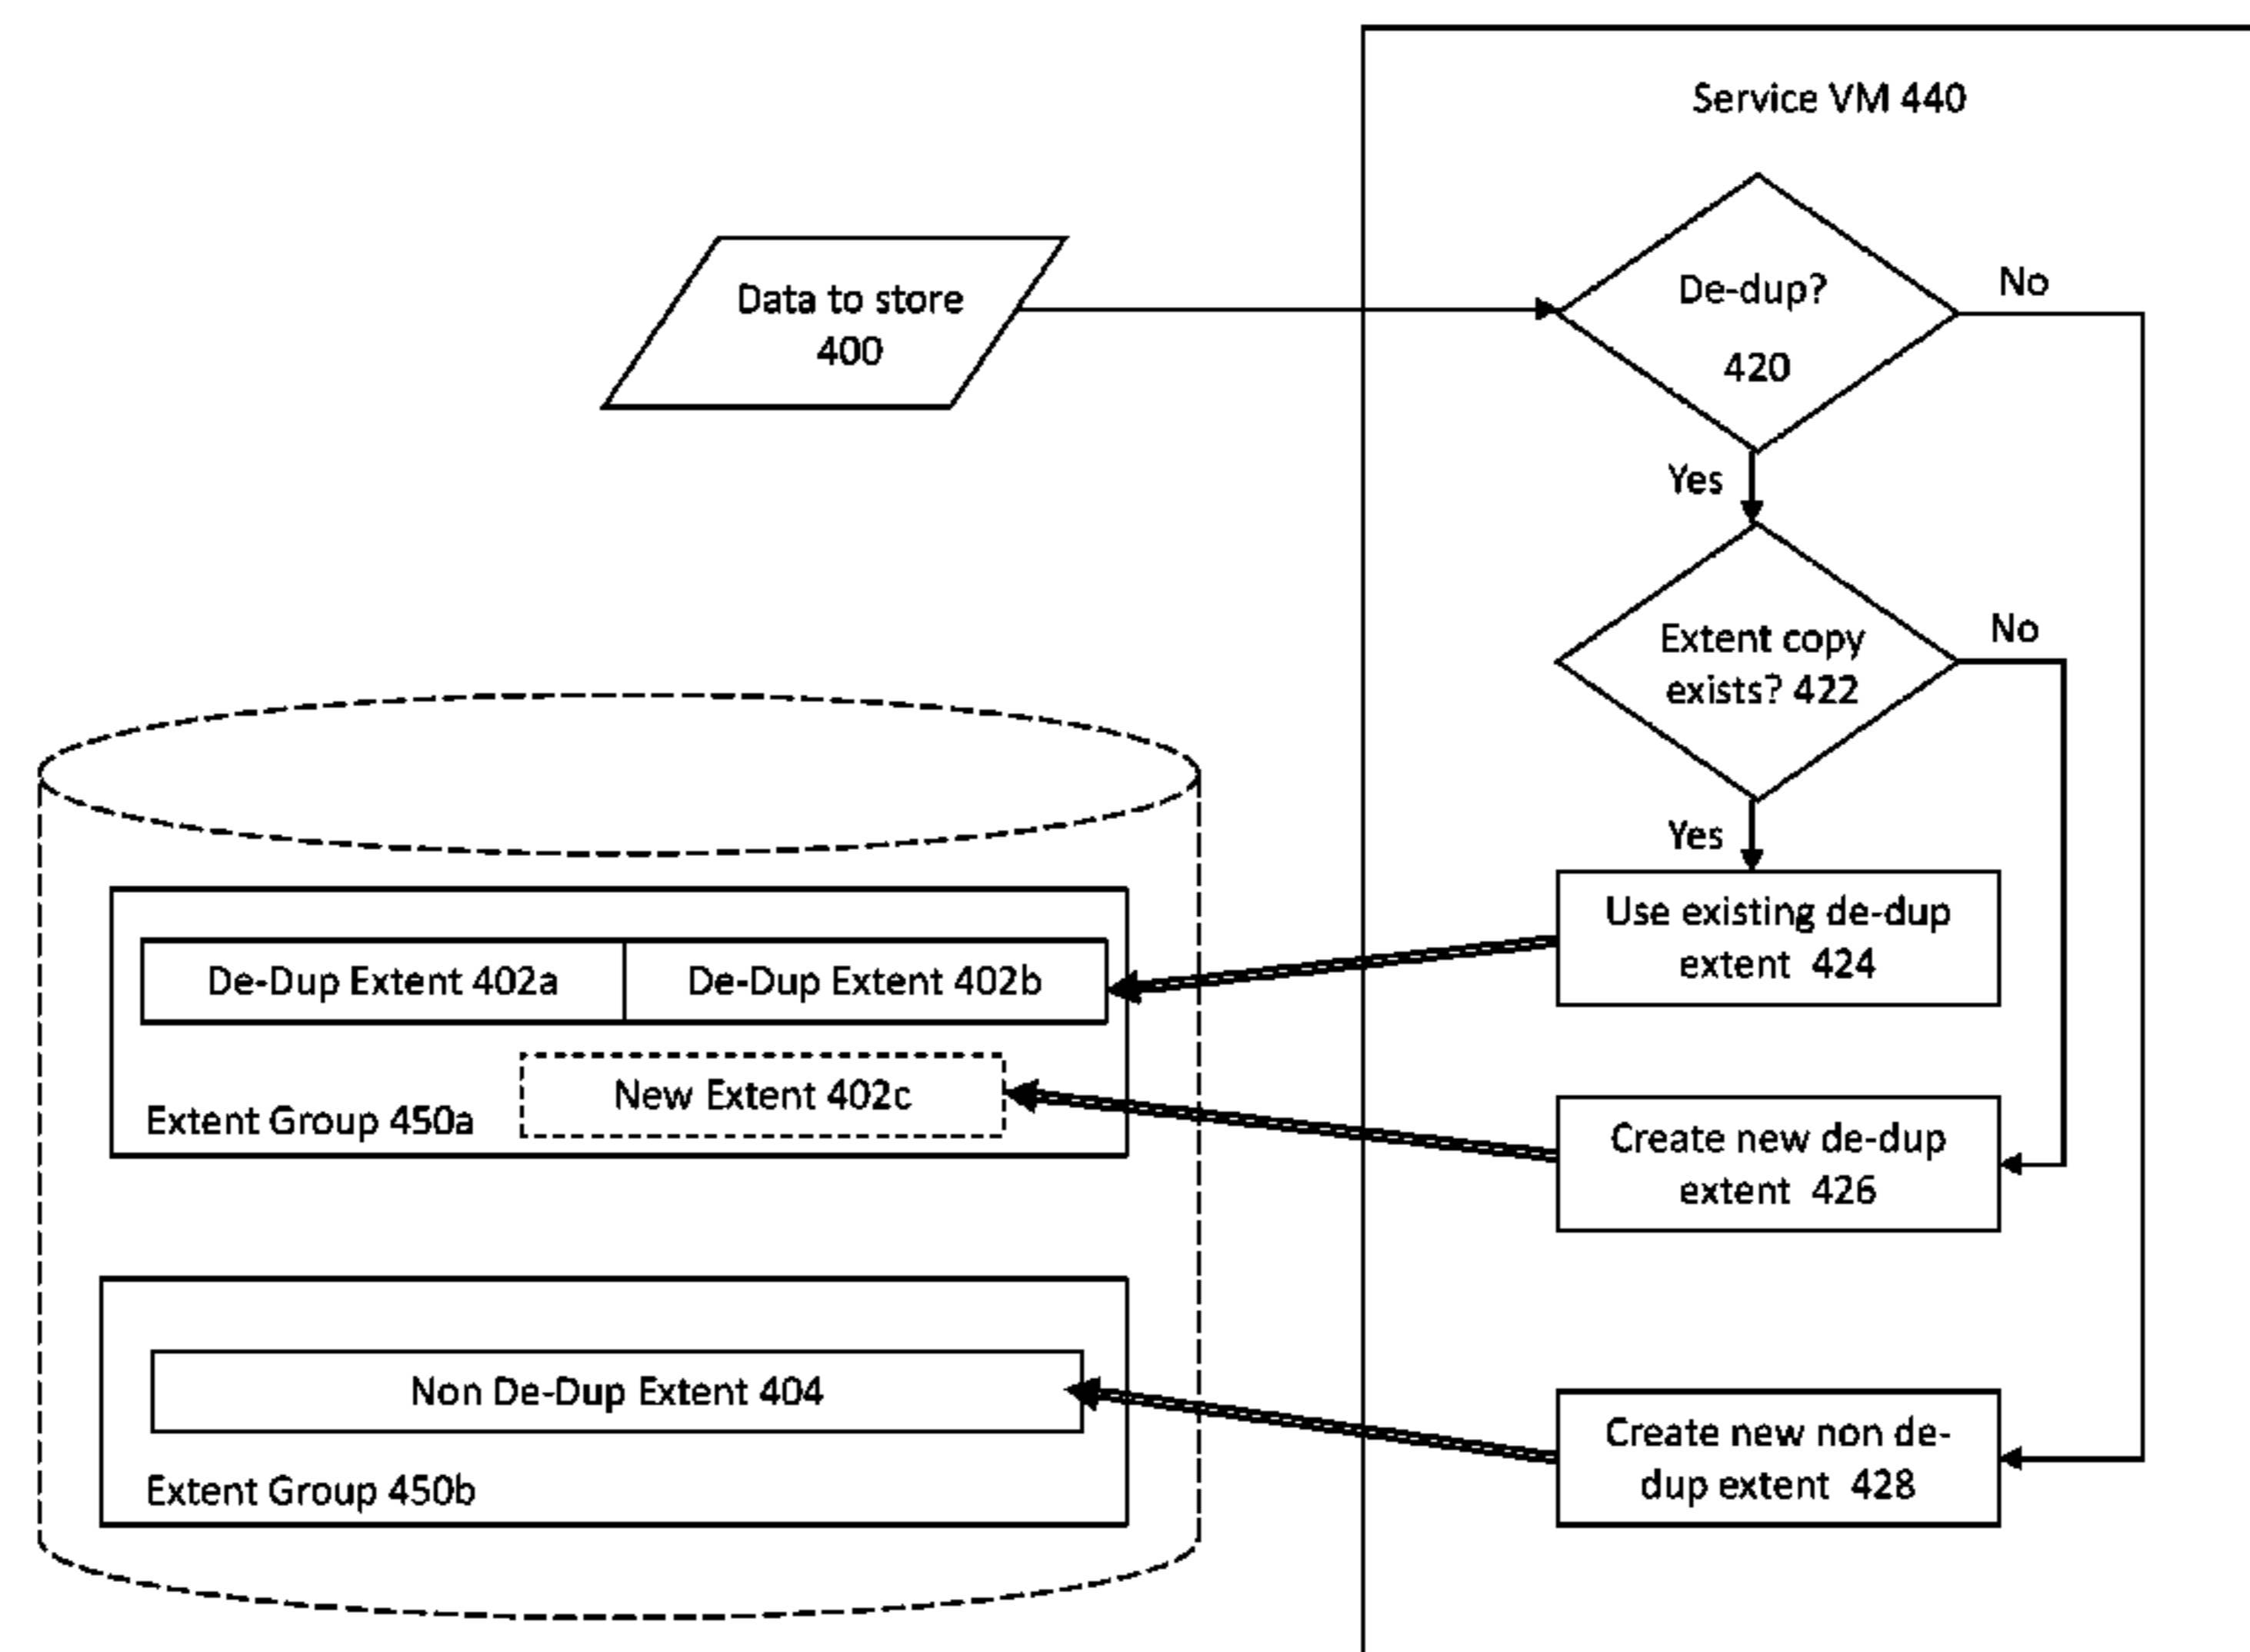 Service VM 440
Data to store
400
De-dup?
420
No
Yes
Extent copy
exists? 422
No
Yes
Use existing de-dup
extent 424
De-Dup Extent 402a
De-Dup Extent 402b
New Extent 402c
Extent Group 450a
Create new de-dup
extent 426
Non De-Dup Extent 404
Extent Group 450b
Create new non de-
dup extent 428